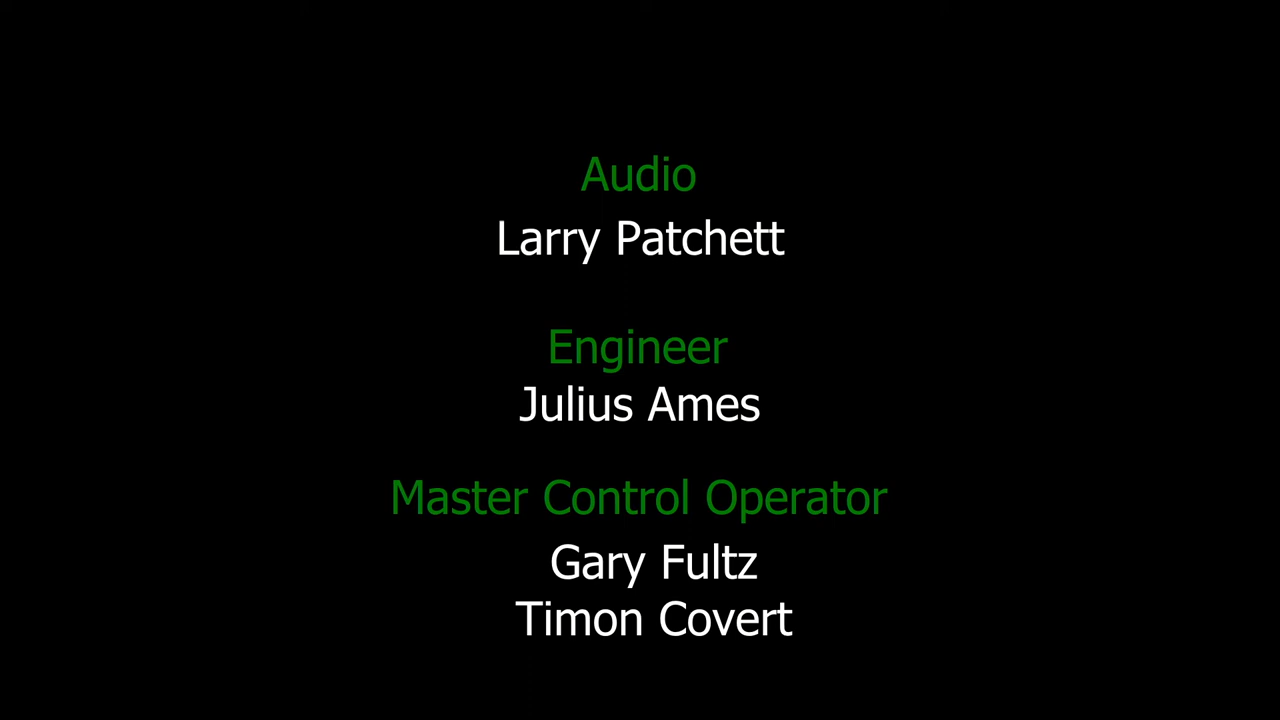 Audio
Larry Patchett
Engineer
Julius Ames
Master Control Operator
Gary Fultz
Timon Covert